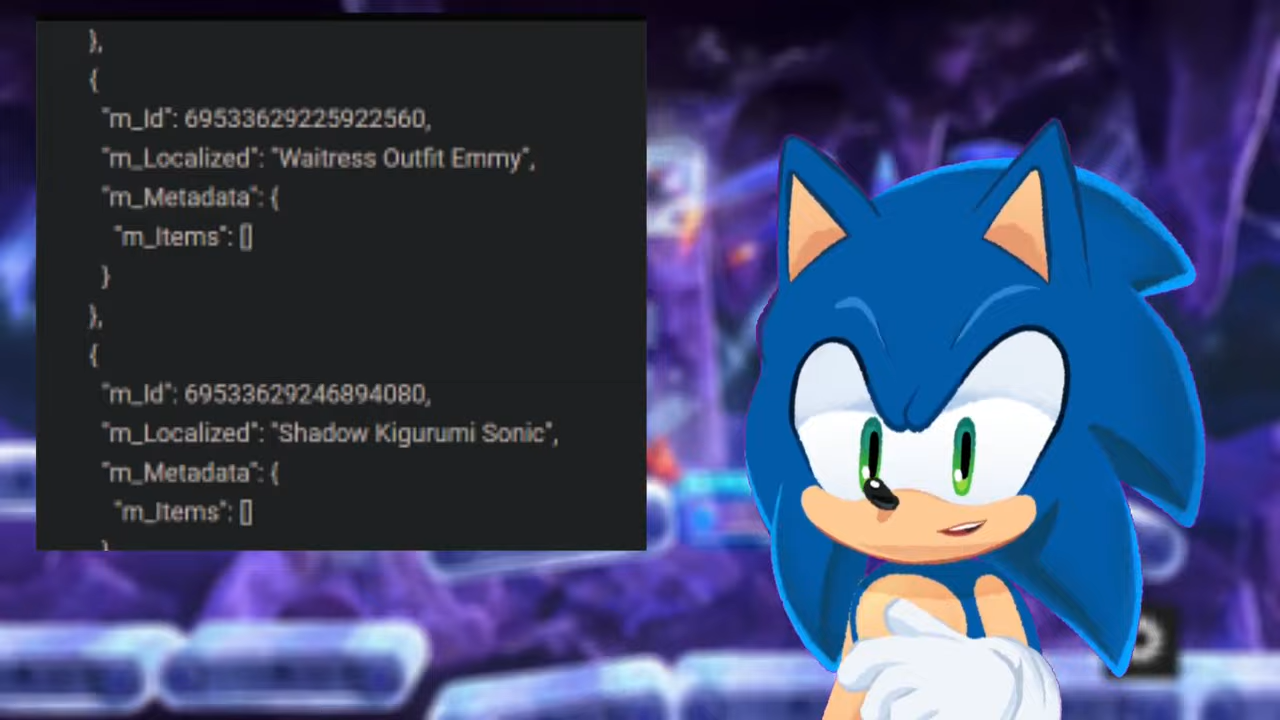 },
{
"m_Id": 69533629225922560,
"m_Localized": "Waitress Outfit Emmy",
"m_Metadata": {
"m_Items": []
}
},
{
"m_Id": 69533629246894080,
"m_Localized": "Shadow Kigurumi Sonic",
"m_Metadata": {
"m_Items": []
}